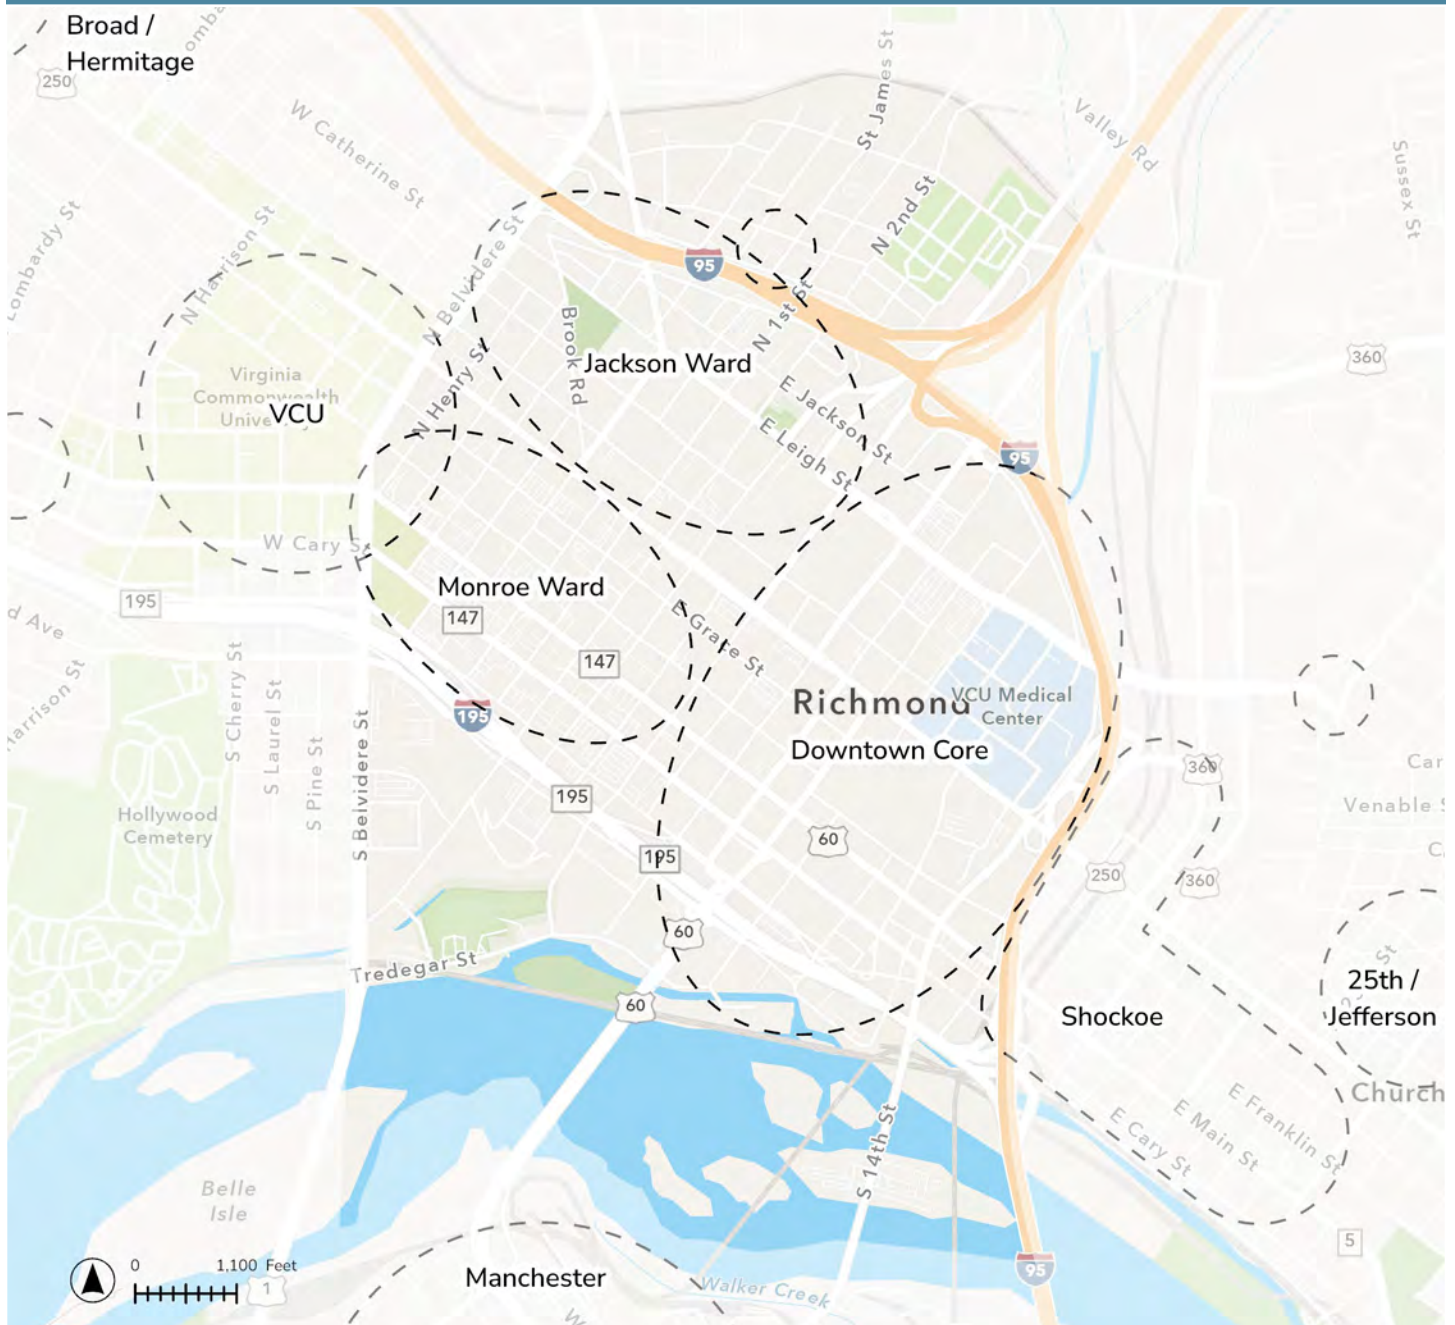 Broad /
Hermitage
250
W Catherine St
St James St
Valley Rd
Sussex St
Lombardy St
N Harrison St
N Belvidere St
N 2nd St
95
N 1st St
Brook Rd
Jackson Ward
360
Virginia
Commonwealth
VCU
N Henry St
E Jackson St
E Leigh St
95
W Cary St
Monroe Ward
195
147
147
E Grace St
d Ave
Harrison St
S Cherry St
S Laurel St
S Pine St
S Belvidere St
195
Richmond
VCU Medical
Center
Downtown Core
360
Car
Venable S
Hollywood
Cemetery
195
195
60
250
360
60
Tredegar St
60
Shockoe
25th /
Jefferson
Church
S 14th St
E Cary St
E Main St
E Franklin St
Belle
Isle
5
0 1,100 Feet
1
Manchester
Walker Creek
95